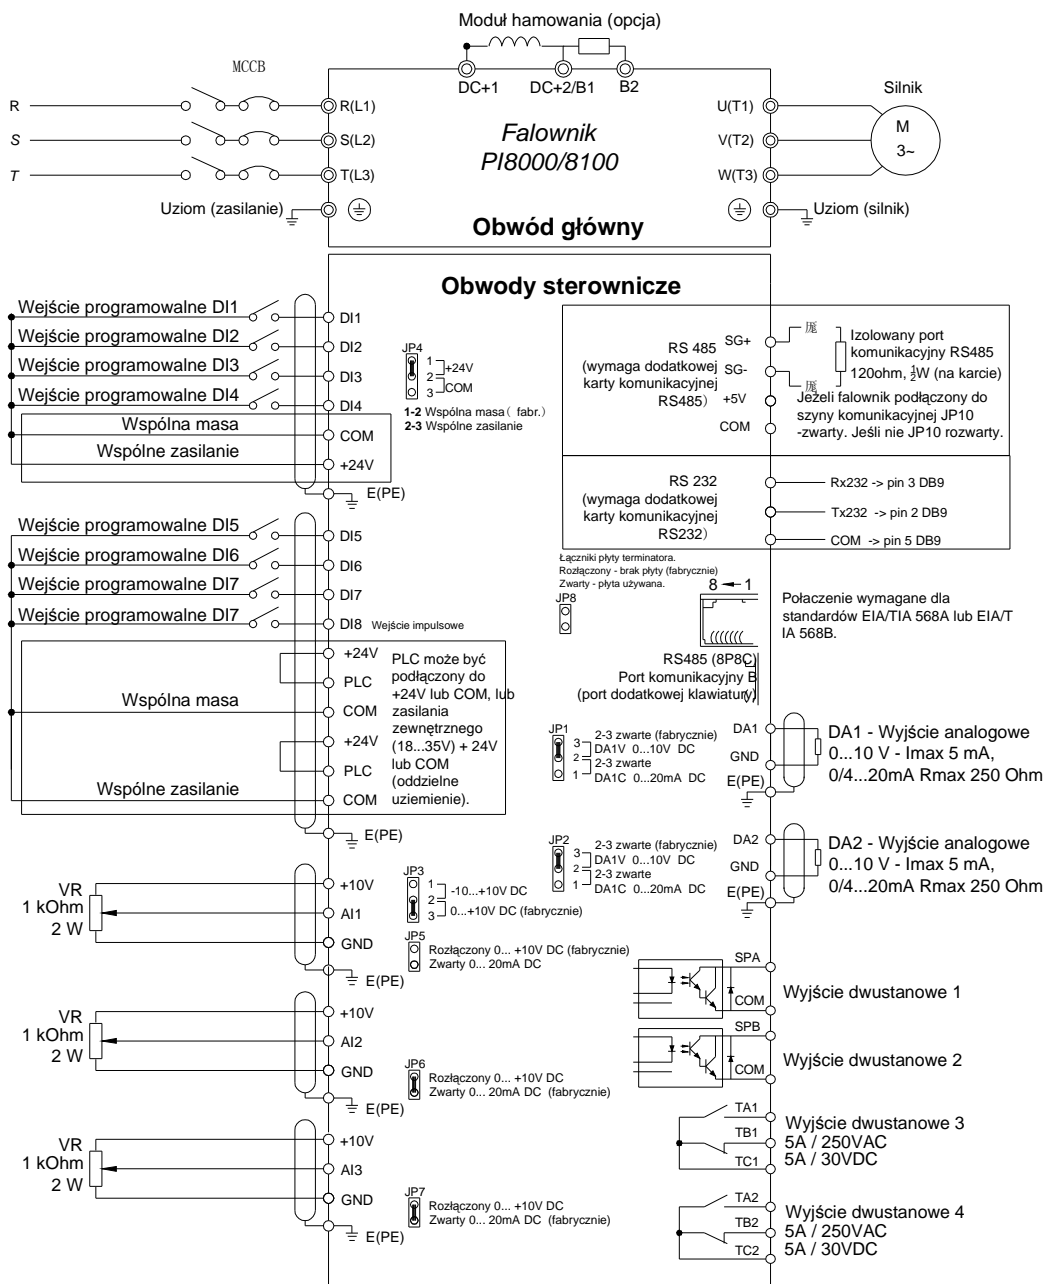 Moduł hamowania (opcja)
MCCB
DC+1
DC+2/B1
B2
R
R(L1)
S
S(L2)
T
T(L3)
Uziom (zasilanie)
Falownik
PI8000/8100
Obwód główny
U(T1)
V(T2)
W(T3)
Silnik
M
3~
Uziom (silnik)
Obwody sterownicze
Wejście programowalne DI1
DI1
Wejście programowalne DI2
DI2
Wejście programowalne DI3
DI3
Wejście programowalne DI4
DI4
Wspólna masa
COM
Wspólne zasilanie
+24V
E(PE)
JP4
1
2
3
+24V
COM
1-2 Wspólna masa( fabr.)
2-3 Wspólne zasilanie
RS 485
(wymaga dodatkowej
karty komunikacyjnej
RS485)
SG+
SG-
+5V
COM
Izolowany port
komunikacyjny RS485
120ohm, ½W (na karcie)
Jeżeli falownik podłączony do
szyny komunikacyjnej JP10
-zwarty. Jeśli nie JP10 rozwarty.
RS 232
(wymaga dodatkowej
karty komunikacyjnej
RS232)
Rx232 -> pin 3 DB9
Tx232 -> pin 2 DB9
COM -> pin 5 DB9
Wejście programowalne DI5
DI5
Wejście programowalne DI6
DI6
Wejście programowalne DI7
DI7
Wejście programowalne DI7
DI8 Wejście impulsowe
+24V
PLC
Wspólna masa
COM
+24V
PLC
Wspólne zasilanie
COM
E(PE)
PLC może być
podłączony do
+24V lub COM, lub
zasilania
zewnętrznego
(18...35V) + 24V
lub COM
(oddzielne
uziemienie).
Łączniki płyty terminatora.
Rozłączony - brak płyty (fabrycznie)
Zwarty - płyta używana.
JP8
8
1
RS485 (8P8C)
Port komunikacyjny B
(port dodatkowej klawiatury)
Połaczenie wymagane dla
standardów EIA/TIA 568A lub EIA/T
IA 568B.
JP1
3
2
1
2-3 zwarte (fabrycznie)
DA1V 0...10V DC
2-3 zwarte
DA1C 0...20mA DC
DA1
GND
E(PE)
DA1 - Wyjście analogowe
0...10 V - Imax 5 mA,
0/4...20mA Rmax 250 Ohm
JP2
3
2
1
2-3 zwarte (fabrycznie)
DA1V 0...10V DC
2-3 zwarte
DA1C 0...20mA DC
DA2
GND
E(PE)
DA2 - Wyjście analogowe
0...10 V - Imax 5 mA,
0/4...20mA Rmax 250 Ohm
VR
1 kOhm
2 W
+10V
AI1
GND
E(PE)
JP3
1
2
3
-10...+10V DC
0...+10V DC (fabrycznie)
JP5
Rozłączony 0... +10V DC (fabrycznie)
Zwarty 0... 20mA DC
VR
1 kOhm
2 W
+10V
AI2
GND
E(PE)
JP6
Rozłączony 0... +10V DC
Zwarty 0... 20mA DC (fabrycznie)
VR
1 kOhm
2 W
+10V
AI3
GND
E(PE)
JP7
Rozłączony 0... +10V DC
Zwarty 0... 20mA DC (fabrycznie)
SPA
COM
Wyjście dwustanowe 1
SPB
COM
Wyjście dwustanowe 2
TA1
TB1
TC1
Wyjście dwustanowe 3
5A / 250VAC
5A / 30VDC
TA2
TB2
TC2
Wyjście dwustanowe 4
5A / 250VAC
5A / 30VDC